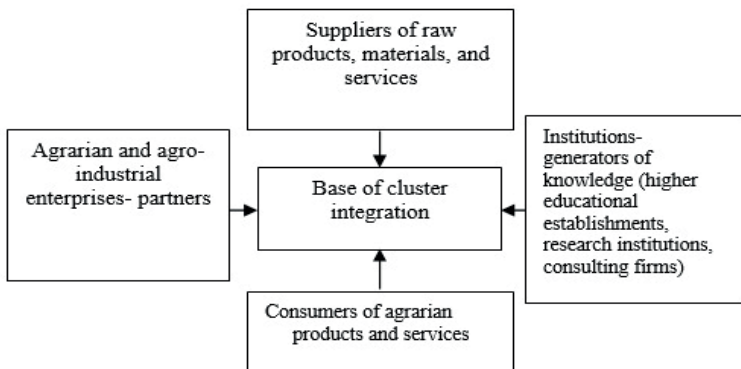 Suppliers of raw
products, materials, and
services
Agrarian and agro-
industrial
enterprises- partners
Base of cluster
integration
Institutions-
generators of
knowledge (higher
educational
establishments,
research institutions,
consulting firms)
Consumers of agrarian
products and services